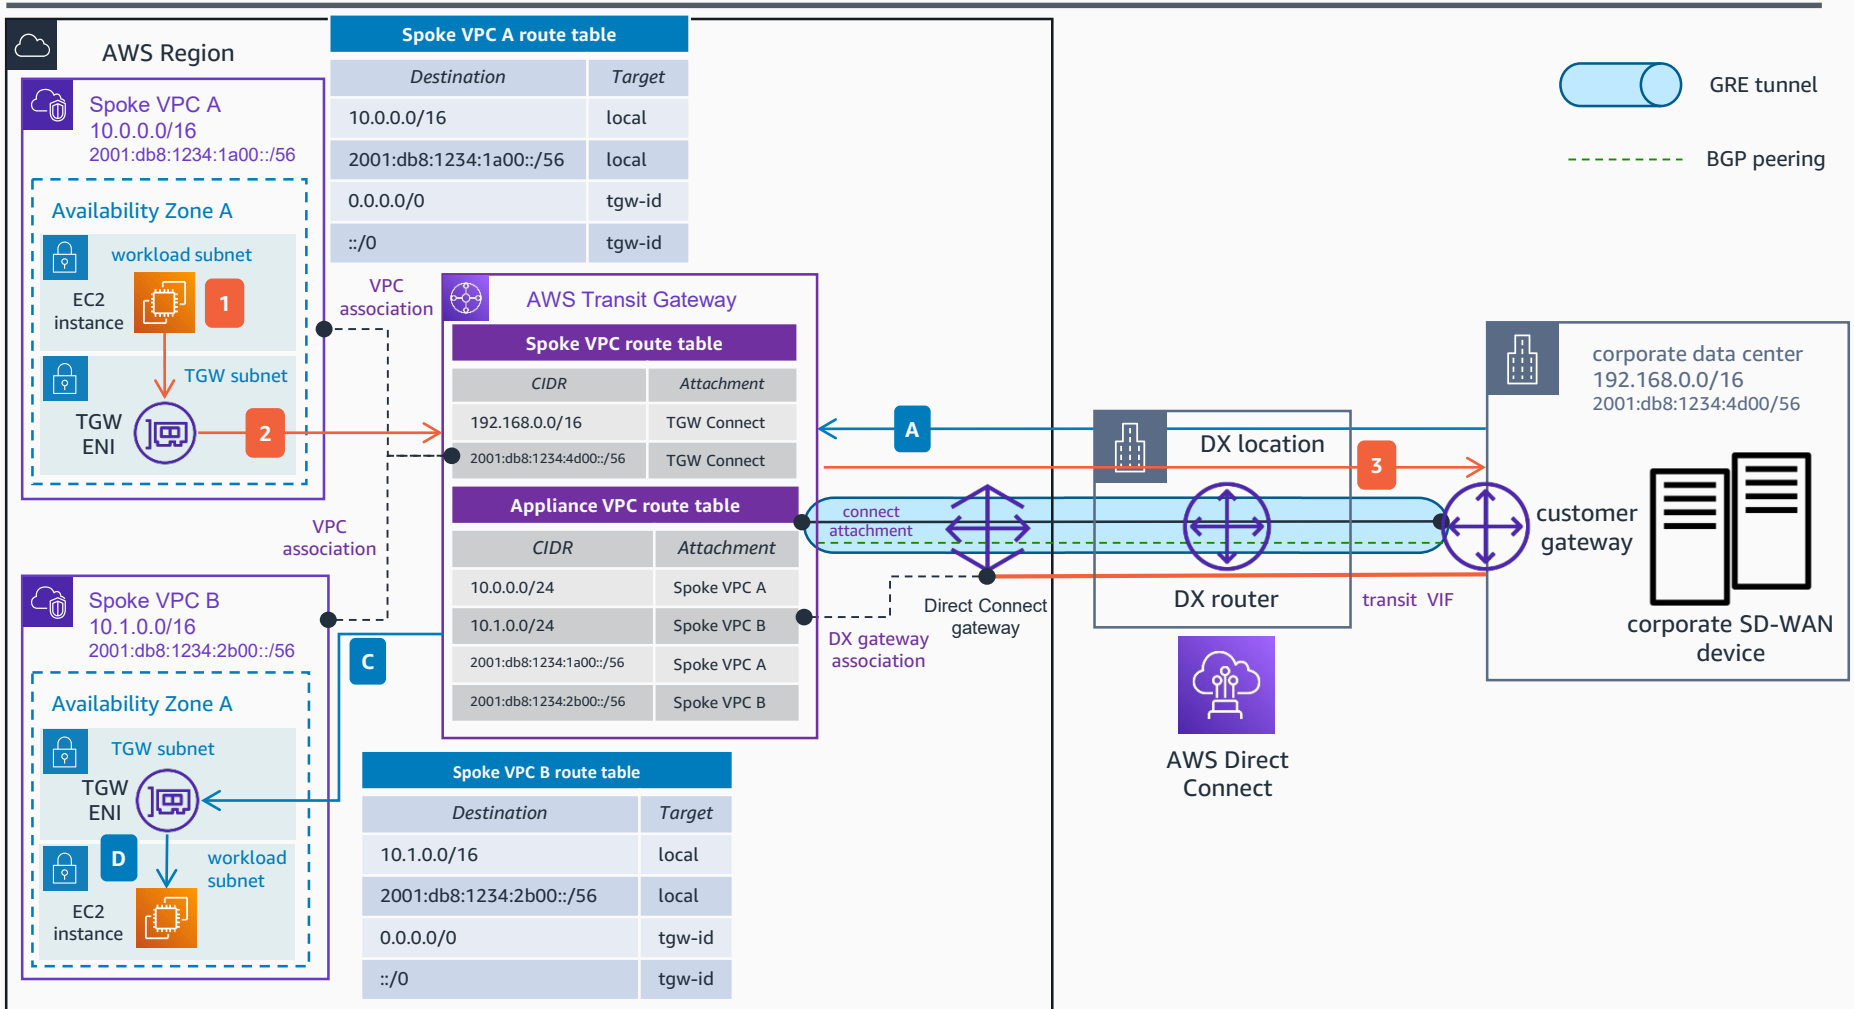 AWS Region
Spoke VPC A route table
Destination Target
10.0.0.0/16 local
2001:db8:1234:1a00::/56 local
0.0.0.0/0 tgw-id
::/0 tgw-id
Spoke VPC A
10.0.0.0/16
2001:db8:1234:1a00::/56
Availability Zone A
workload subnet
EC2
instance
1
TGW subnet
TGW
ENI
2
VPC
association
VPC
association
AWS Transit Gateway
Spoke VPC route table
CIDR Attachment
192.168.0.0/16 TGW Connect
2001:db8:1234:4d00::/56 TGW Connect
Appliance VPC route table
CIDR Attachment
10.0.0.0/24 Spoke VPC A
10.1.0.0/24 Spoke VPC B
2001:db8:1234:1a00::/56 Spoke VPC A
2001:db8:1234:2b00::/56 Spoke VPC B
GRE tunnel
BGP peering
A
3
connect
attachment
Direct Connect
gateway
DX gateway
association
DX location
DX router
transit VIF
AWS Direct
Connect
corporate data center
192.168.0.0/16
2001:db8:1234:4d00/56
customer
gateway
corporate SD-WAN
device
Spoke VPC B
10.1.0.0/16
2001:db8:1234:2b00::/56
C
Availability Zone A
TGW subnet
TGW
ENI
D
workload
subnet
EC2
instance
Spoke VPC B route table
Destination Target
10.1.0.0/16 local
2001:db8:1234:2b00::/56 local
0.0.0.0/0 tgw-id
::/0 tgw-id